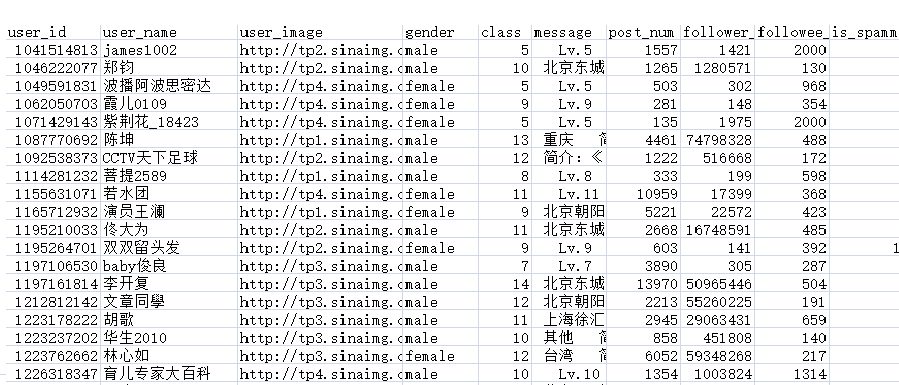 user_id user_name user_image gender class message post_num follower_ followee_ is_spamm
1041514813 james1002 http://tp2.sinaimg.c male 5 Lv.5 1557 1421 2000
1046222077 郑钧 http://tp2.sinaimg.c male 10 北京东城 1265 1280571 130
1049591831 波播阿波思密达 http://tp4.sinaimg.c female 5 Lv.5 503 302 968
1062050703 霞儿0109 http://tp4.sinaimg.c female 9 Lv.9 281 148 354
1071429143 紫荆花_18423 http://tp4.sinaimg.c female 5 Lv.5 135 1975 2000
1087770692 陈坤 http://tp1.sinaimg.c male 13 重庆 简 4461 74798328 488
1092538373 CCTV天下足球 http://tp2.sinaimg.c male 12 简介：《 1222 516668 172
1114281232 菩提2589 http://tp1.sinaimg.c male 8 Lv.8 333 199 598
1155631071 若水团 http://tp4.sinaimg.c female 11 Lv.11 10959 17399 368
1165712932 演员王澜 http://tp1.sinaimg.c female 9 北京朝阳 5221 22572 423
1195210033 佟大为 http://tp2.sinaimg.c male 11 北京东城 2668 16748591 485
1195264701 双双留头发 http://tp2.sinaimg.c female 9 Lv.9 603 141 392 1
1197106530 baby俊良 http://tp3.sinaimg.c male 7 Lv.7 3890 305 287
1197161814 李开复 http://tp3.sinaimg.c male 14 北京东城 13970 50965446 504
1212812142 文章同學 http://tp3.sinaimg.c male 12 北京朝阳 2213 55260225 191
1223178222 胡歌 http://tp3.sinaimg.c male 11 上海徐汇 2945 29063431 659
1223237202 华生2010 http://tp3.sinaimg.c male 10 其他 简 858 451808 140
1223762662 林心如 http://tp3.sinaimg.c female 12 台湾 简 6052 59348268 217
1226318347 育儿专家大百科 http://tp4.sinaimg.c male 10 Lv.10 1354 1003824 1314